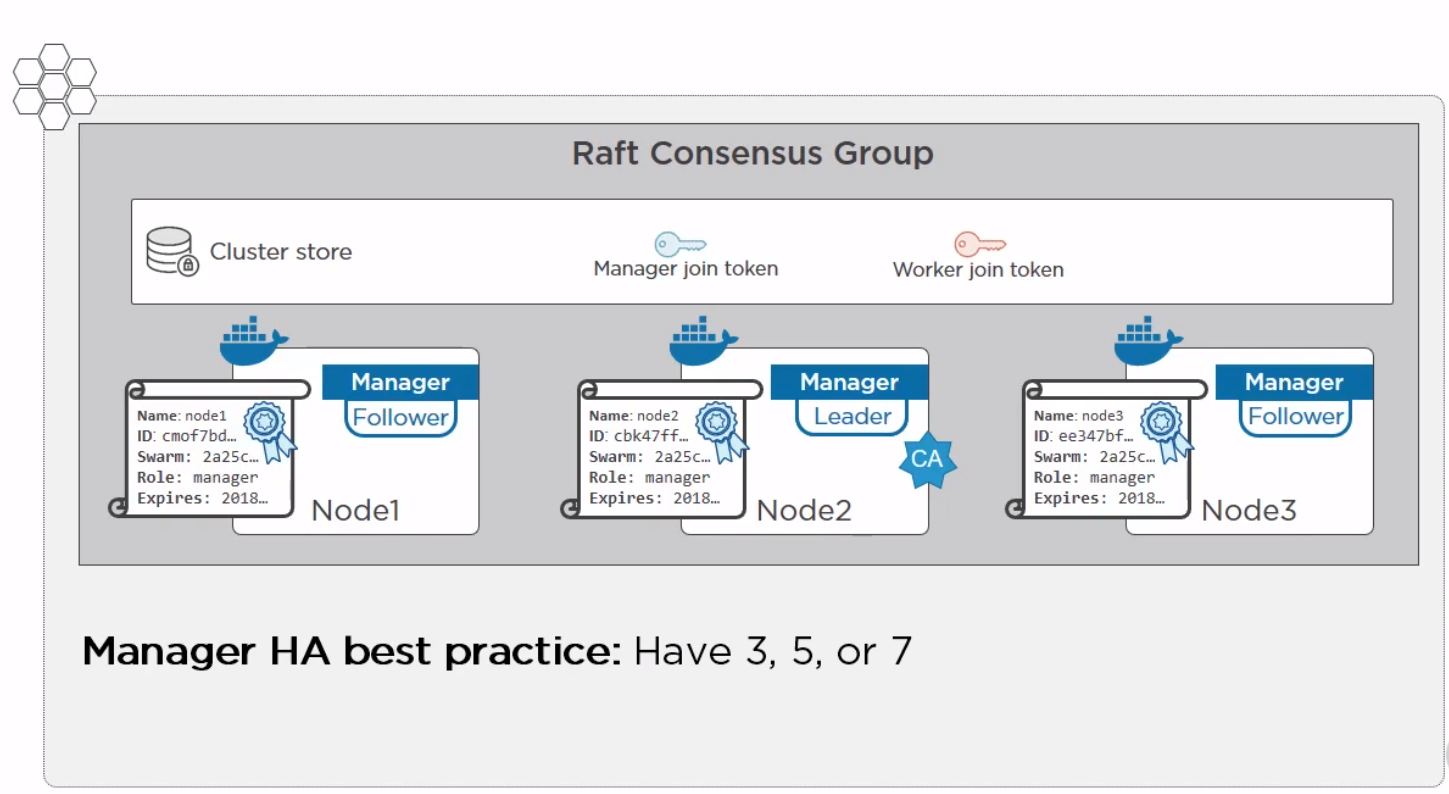 Raft Consensus Group
Cluster store
Manager join token
Worker join token
Manager
Follower
Name: node1
ID: cmof7bd…
Swarm: 2a25c…
Role: manager
Expires: 2018…
Node1
Manager
Leader
CA
Name: node2
ID: cbk47ff…
Swarm: 2a25c…
Role: manager
Expires: 2018…
Node2
Manager
Follower
Name: node3
ID: ee347bf…
Swarm: 2a25c…
Role: manager
Expires: 2018…
Node3
Manager HA best practice: Have 3, 5, or 7